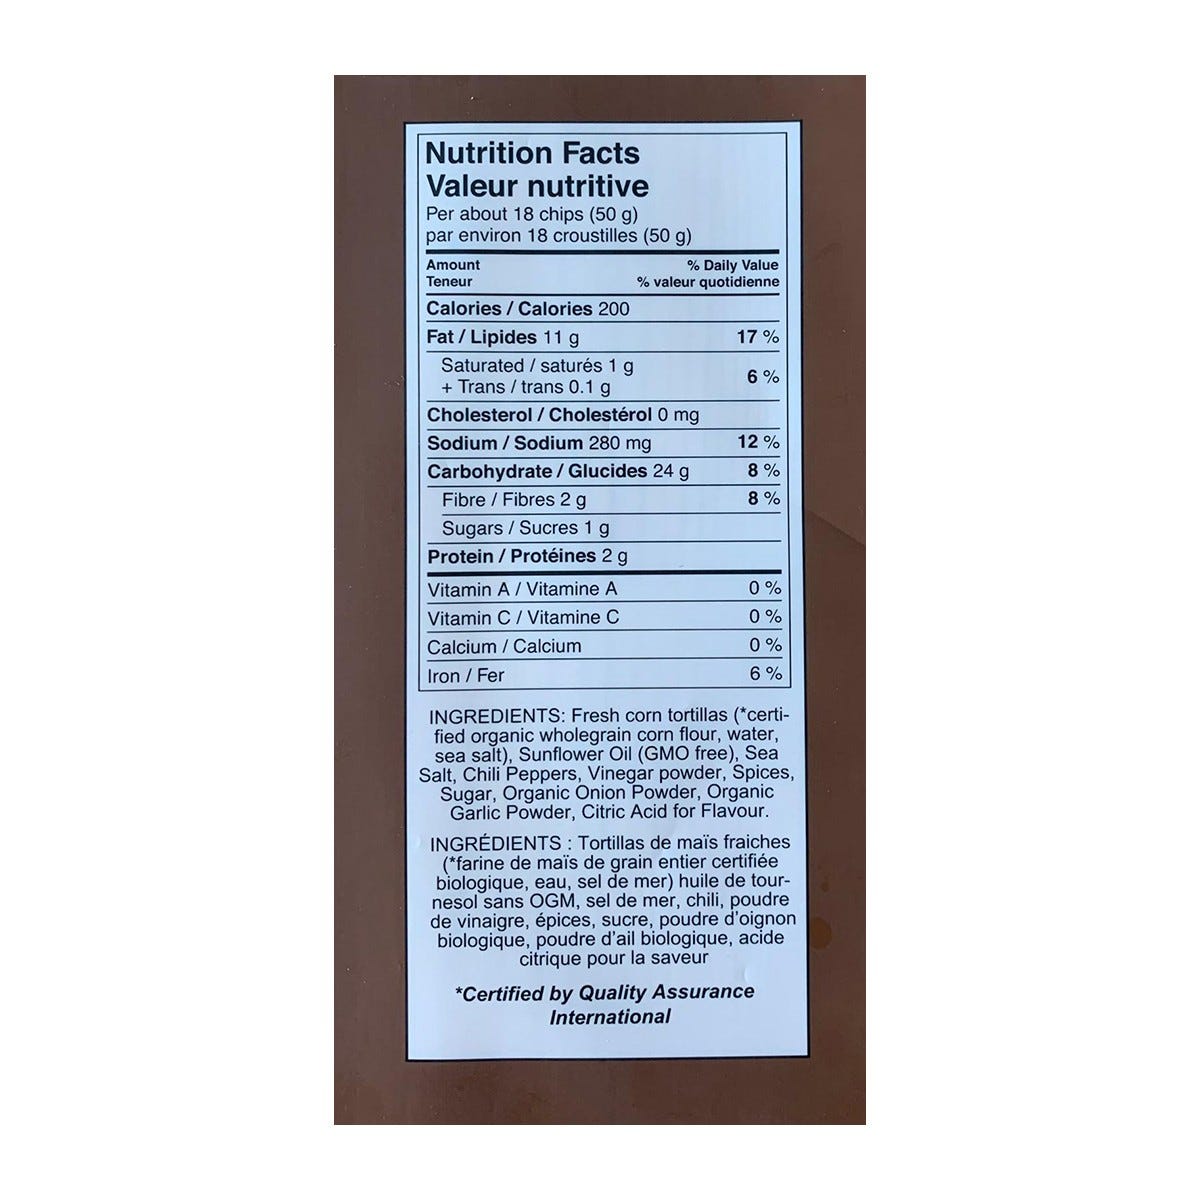 Nutrition Facts
Valeur nutritive
Per about 18 chips (50 g)
par environ 18 croustilles (50 g)
Amount % Daily Value
Teneur % valeur quotidienne
Calories / Calories 200
Fat / Lipides 11 g 17 %
Saturated / saturés 1 g
+ Trans / trans 0.1 g 6 %
Cholesterol / Cholestérol 0 mg
Sodium / Sodium 280 mg 12 %
Carbohydrate / Glucides 24 g 8 %
Fibre / Fibres 2 g 8 %
Sugars / Sucres 1 g
Protein / Protéines 2 g
Vitamin A / Vitamine A 0 %
Vitamin C / Vitamine C 0 %
Calcium / Calcium 0 %
Iron / Fer 6 %
INGREDIENTS: Fresh corn tortillas (*certi-
fied organic wholegrain corn flour, water,
sea salt), Sunflower Oil (GMO free), Sea
Salt, Chili Peppers, Vinegar powder, Spices,
Sugar, Organic Onion Powder, Organic
Garlic Powder, Citric Acid for Flavour.
INGRÉDIENTS : Tortillas de maïs fraiches
(*farine de maïs de grain entier certifiée
biologique, eau, sel de mer) huile de tour-
nesol sans OGM, sel de mer, chili, poudre
de vinaigre, épices, sucre, poudre d'oignon
biologique, poudre d'ail biologique, acide
citrique pour la saveur
*Certified by Quality Assurance
International